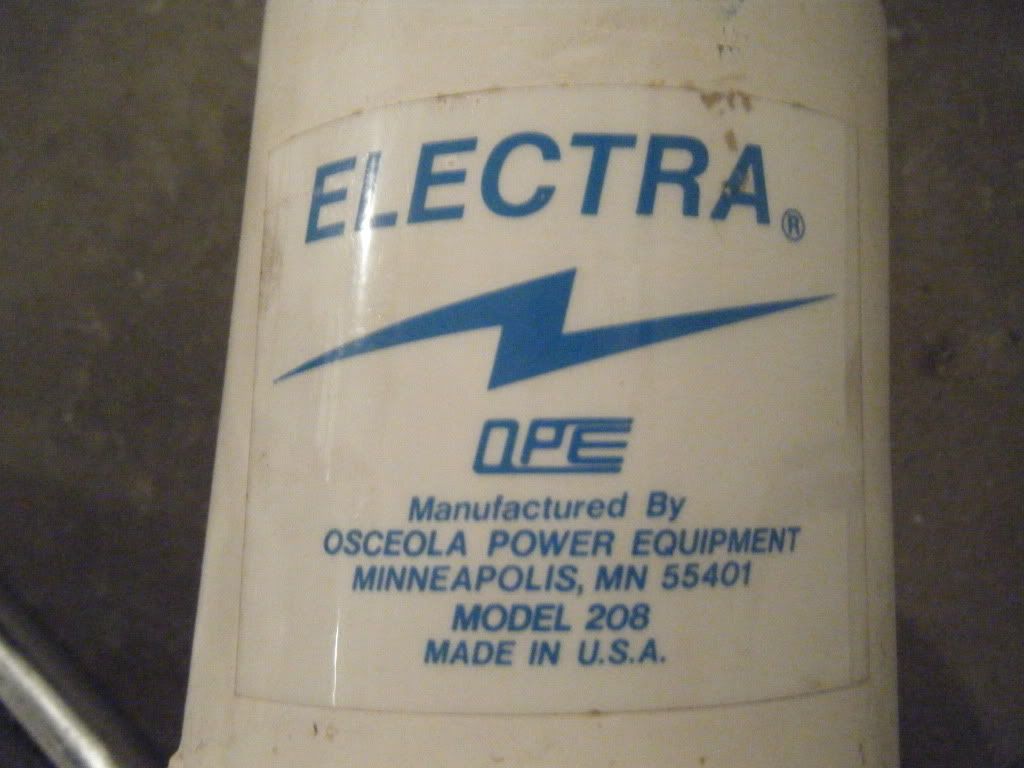 ELECTRA®
OPE
Manufactured By
OSCEOLA POWER EQUIPMENT
MINNEAPOLIS, MN 55401
MODEL 208
MADE IN U.S.A.